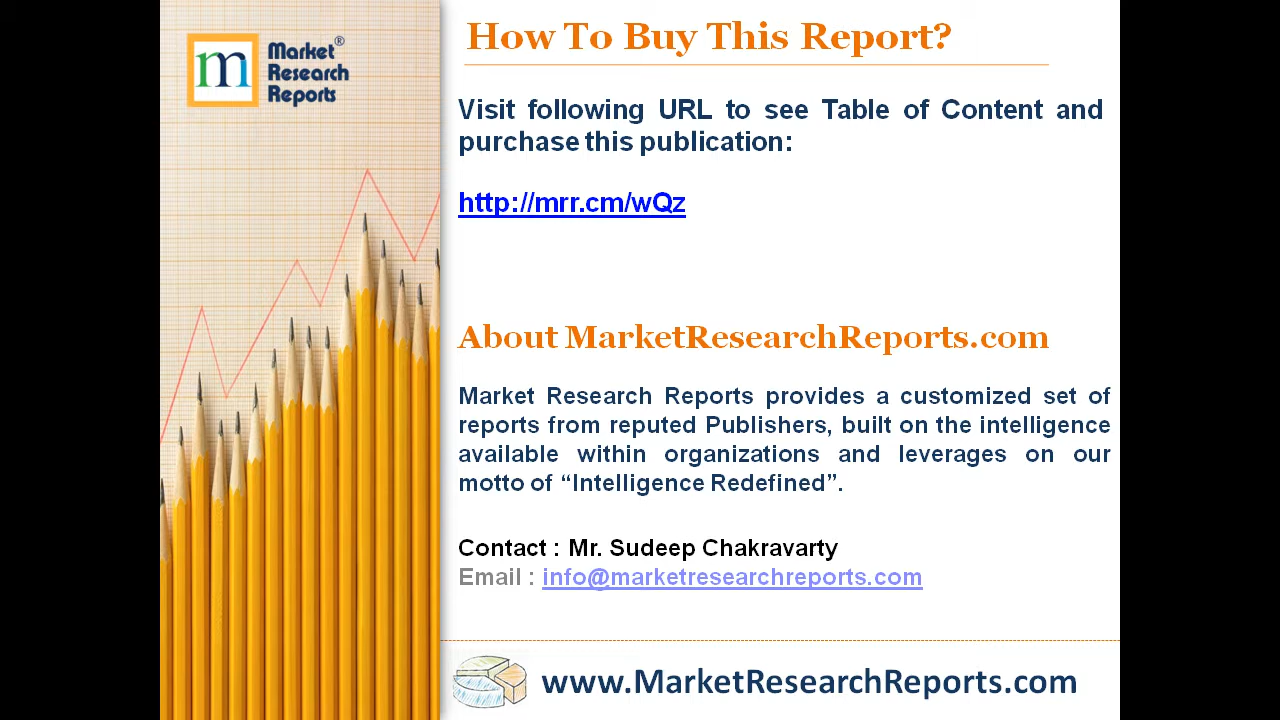 Market®
Research
Reports
m
How To Buy This Report?
Visit following URL to see Table of Content and
purchase this publication:
http://mrr.cm/wQz
About MarketResearchReports.com
Market Research Reports provides a customized set of
reports from reputed Publishers, built on the intelligence
available within organizations and leverages on our
motto of “Intelligence Redefined”.
Contact : Mr. Sudeep Chakravarty
Email : info@marketresearchreports.com
www.MarketResearchReports.com